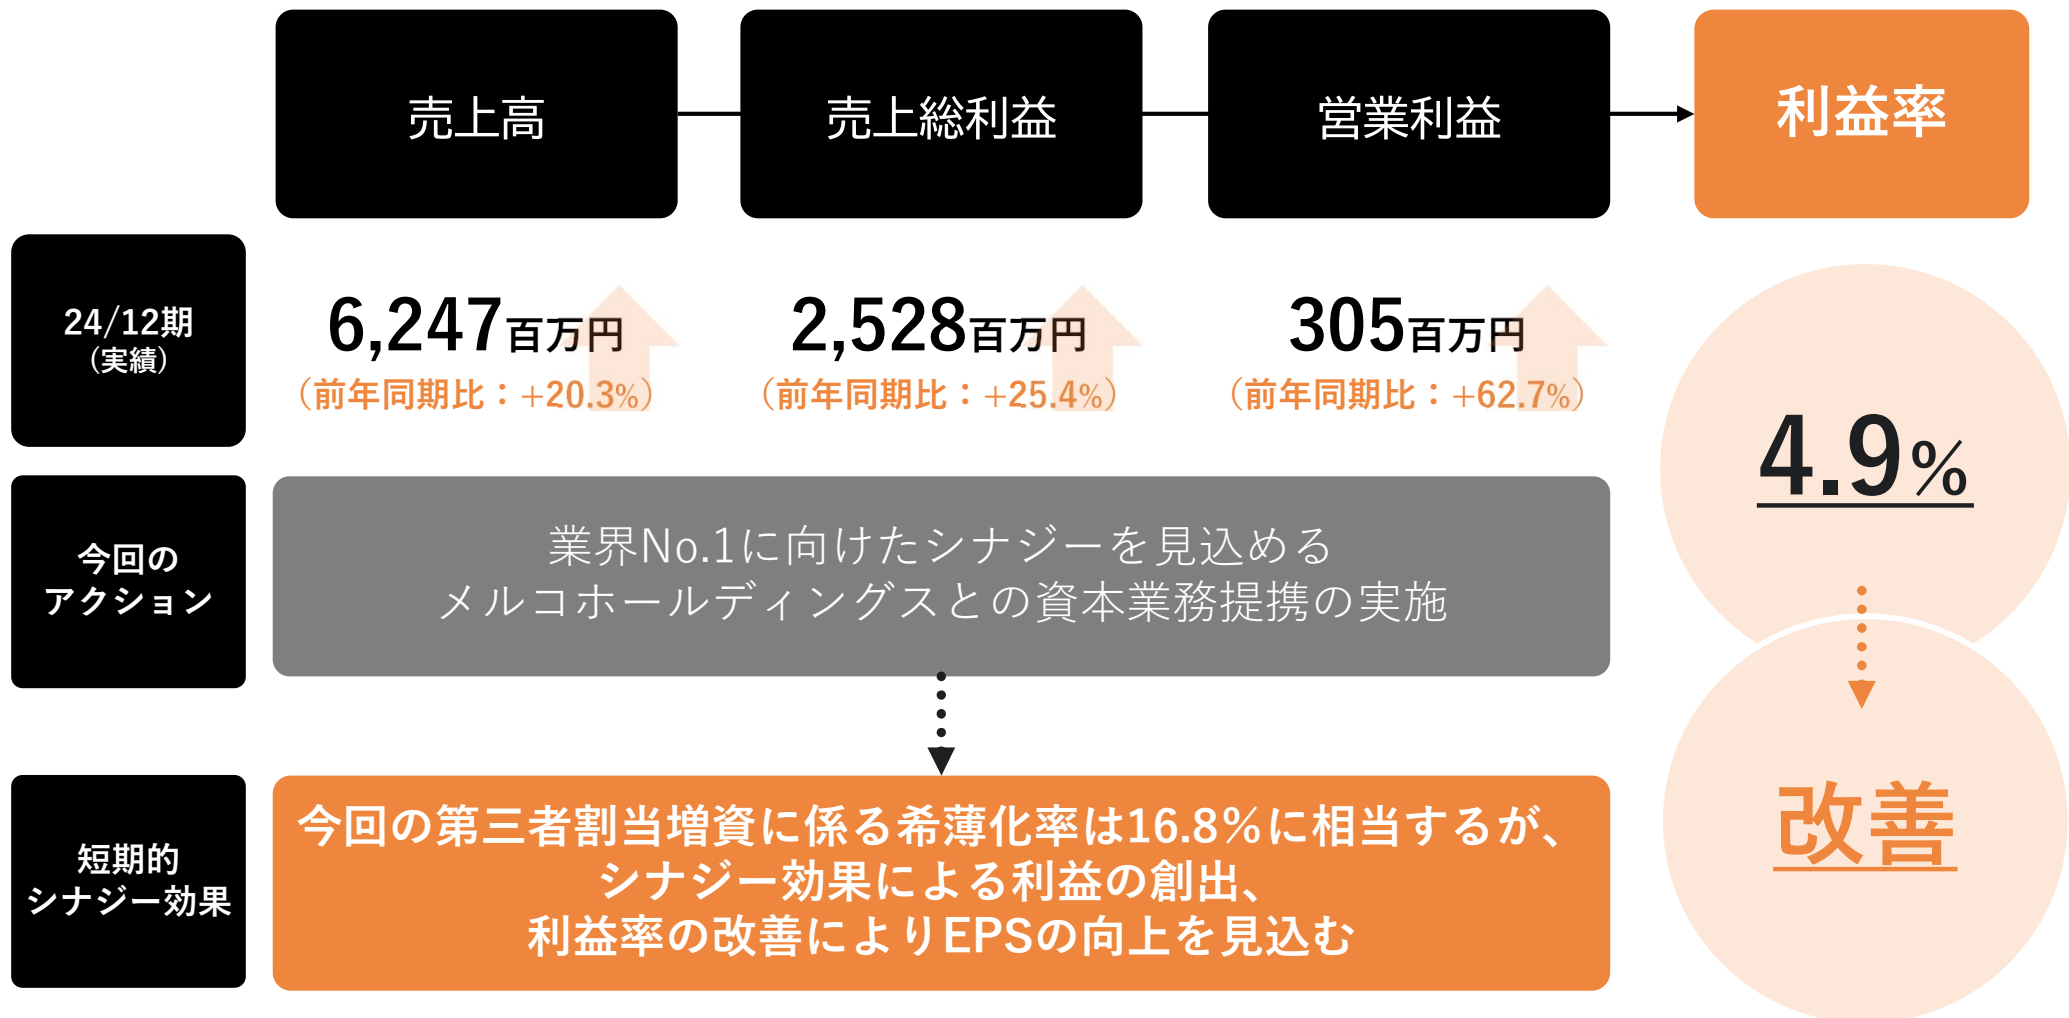 売上高
売上総利益
営業利益
利益率
24/12期
（実績）
6,247百万円
（前年同期比：+20.3%）
2,528百万円
（前年同期比：+25.4%）
305百万円
（前年同期比：+62.7%）
4.9%
今回の
アクション
業界No.1に向けたシナジーを見込める
メルコホールディングスとの資本業務提携の実施
短期的
シナジー効果
今回の第三者割当増資に係る希薄化率は16.8%に相当するが、
シナジー効果による利益の創出、
利益率の改善によりEPSの向上を見込む
改善